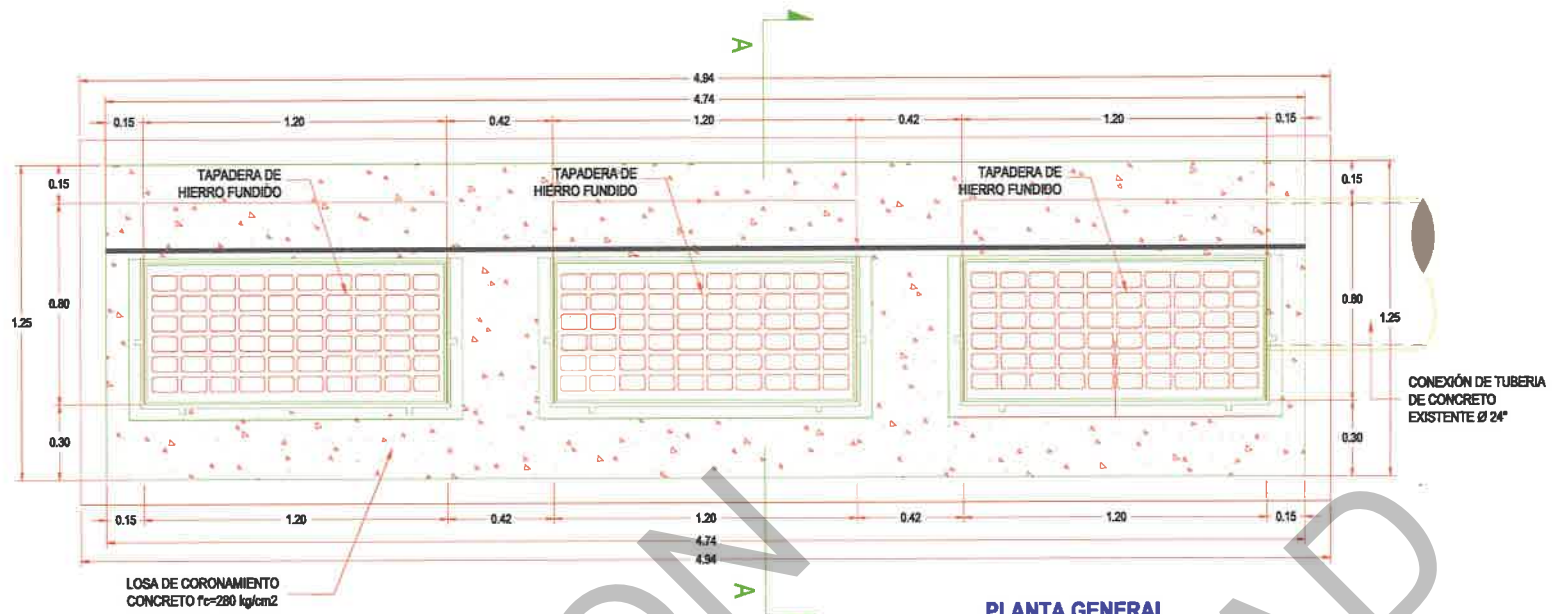 A
4.94
4.74
0.15 1.20 0.42 1.20 0.42 1.20 0.15
TAPADERA DE
HIERRO FUNDIDO
TAPADERA DE
HIERRO FUNDIDO
TAPADERA DE
HIERRO FUNDIDO
0.15
0.80
1.25
0.30
0.15
0.80
1.25
0.30
CONEXIÓN DE TUBERIA
DE CONCRETO
EXISTENTE Ø 24"
0.15 1.20 0.42 1.20 0.42 1.20 0.15
4.74
4.94
A
LOSA DE CORONAMIENTO
CONCRETO f'c=280 kg/cm2
PLANTA GENERAL